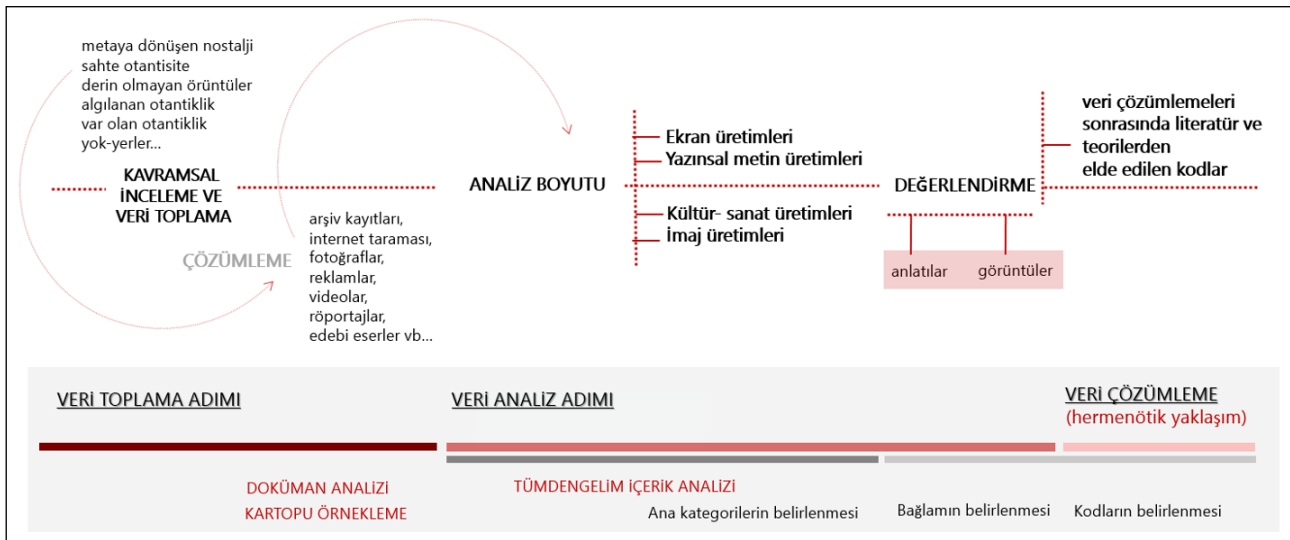 metaya dönüşen nostalji
sahte otantisite
derin olmayan örüntüler
algılanan otantiklik
var olan otantiklik
yok-yerler...
KAVRAMSAL
İNCELEME VE
VERİ TOPLAMA
ÇÖZÜMLEME
arşiv kayıtları,
internet taraması,
fotoğraflar,
reklamlar,
videolar,
röportajlar,
edebi eserler vb...
ANALİZ BOYUTU
Ekran üretimleri
Yazınsal metin üretimleri
Kültür- sanat üretimleri
İmaj üretimleri
DEĞERLENDİRME
anlatılar
görüntüler
veri çözümlemeleri
sonrasında literatür ve
teorilerden
elde edilen kodlar
VERİ TOPLAMA ADIMI
VERİ ANALİZ ADIMI
VERİ ÇÖZÜMLEME
(hermenötik yaklaşım)
DOKÜMAN ANALİZİ
KARTOPU ÖRNEKLEME
TÜMDENGELİM İÇERİK ANALİZİ
Ana kategorilerin belirlenmesi
Bağlamın belirlenmesi
Kodların belirlenmesi